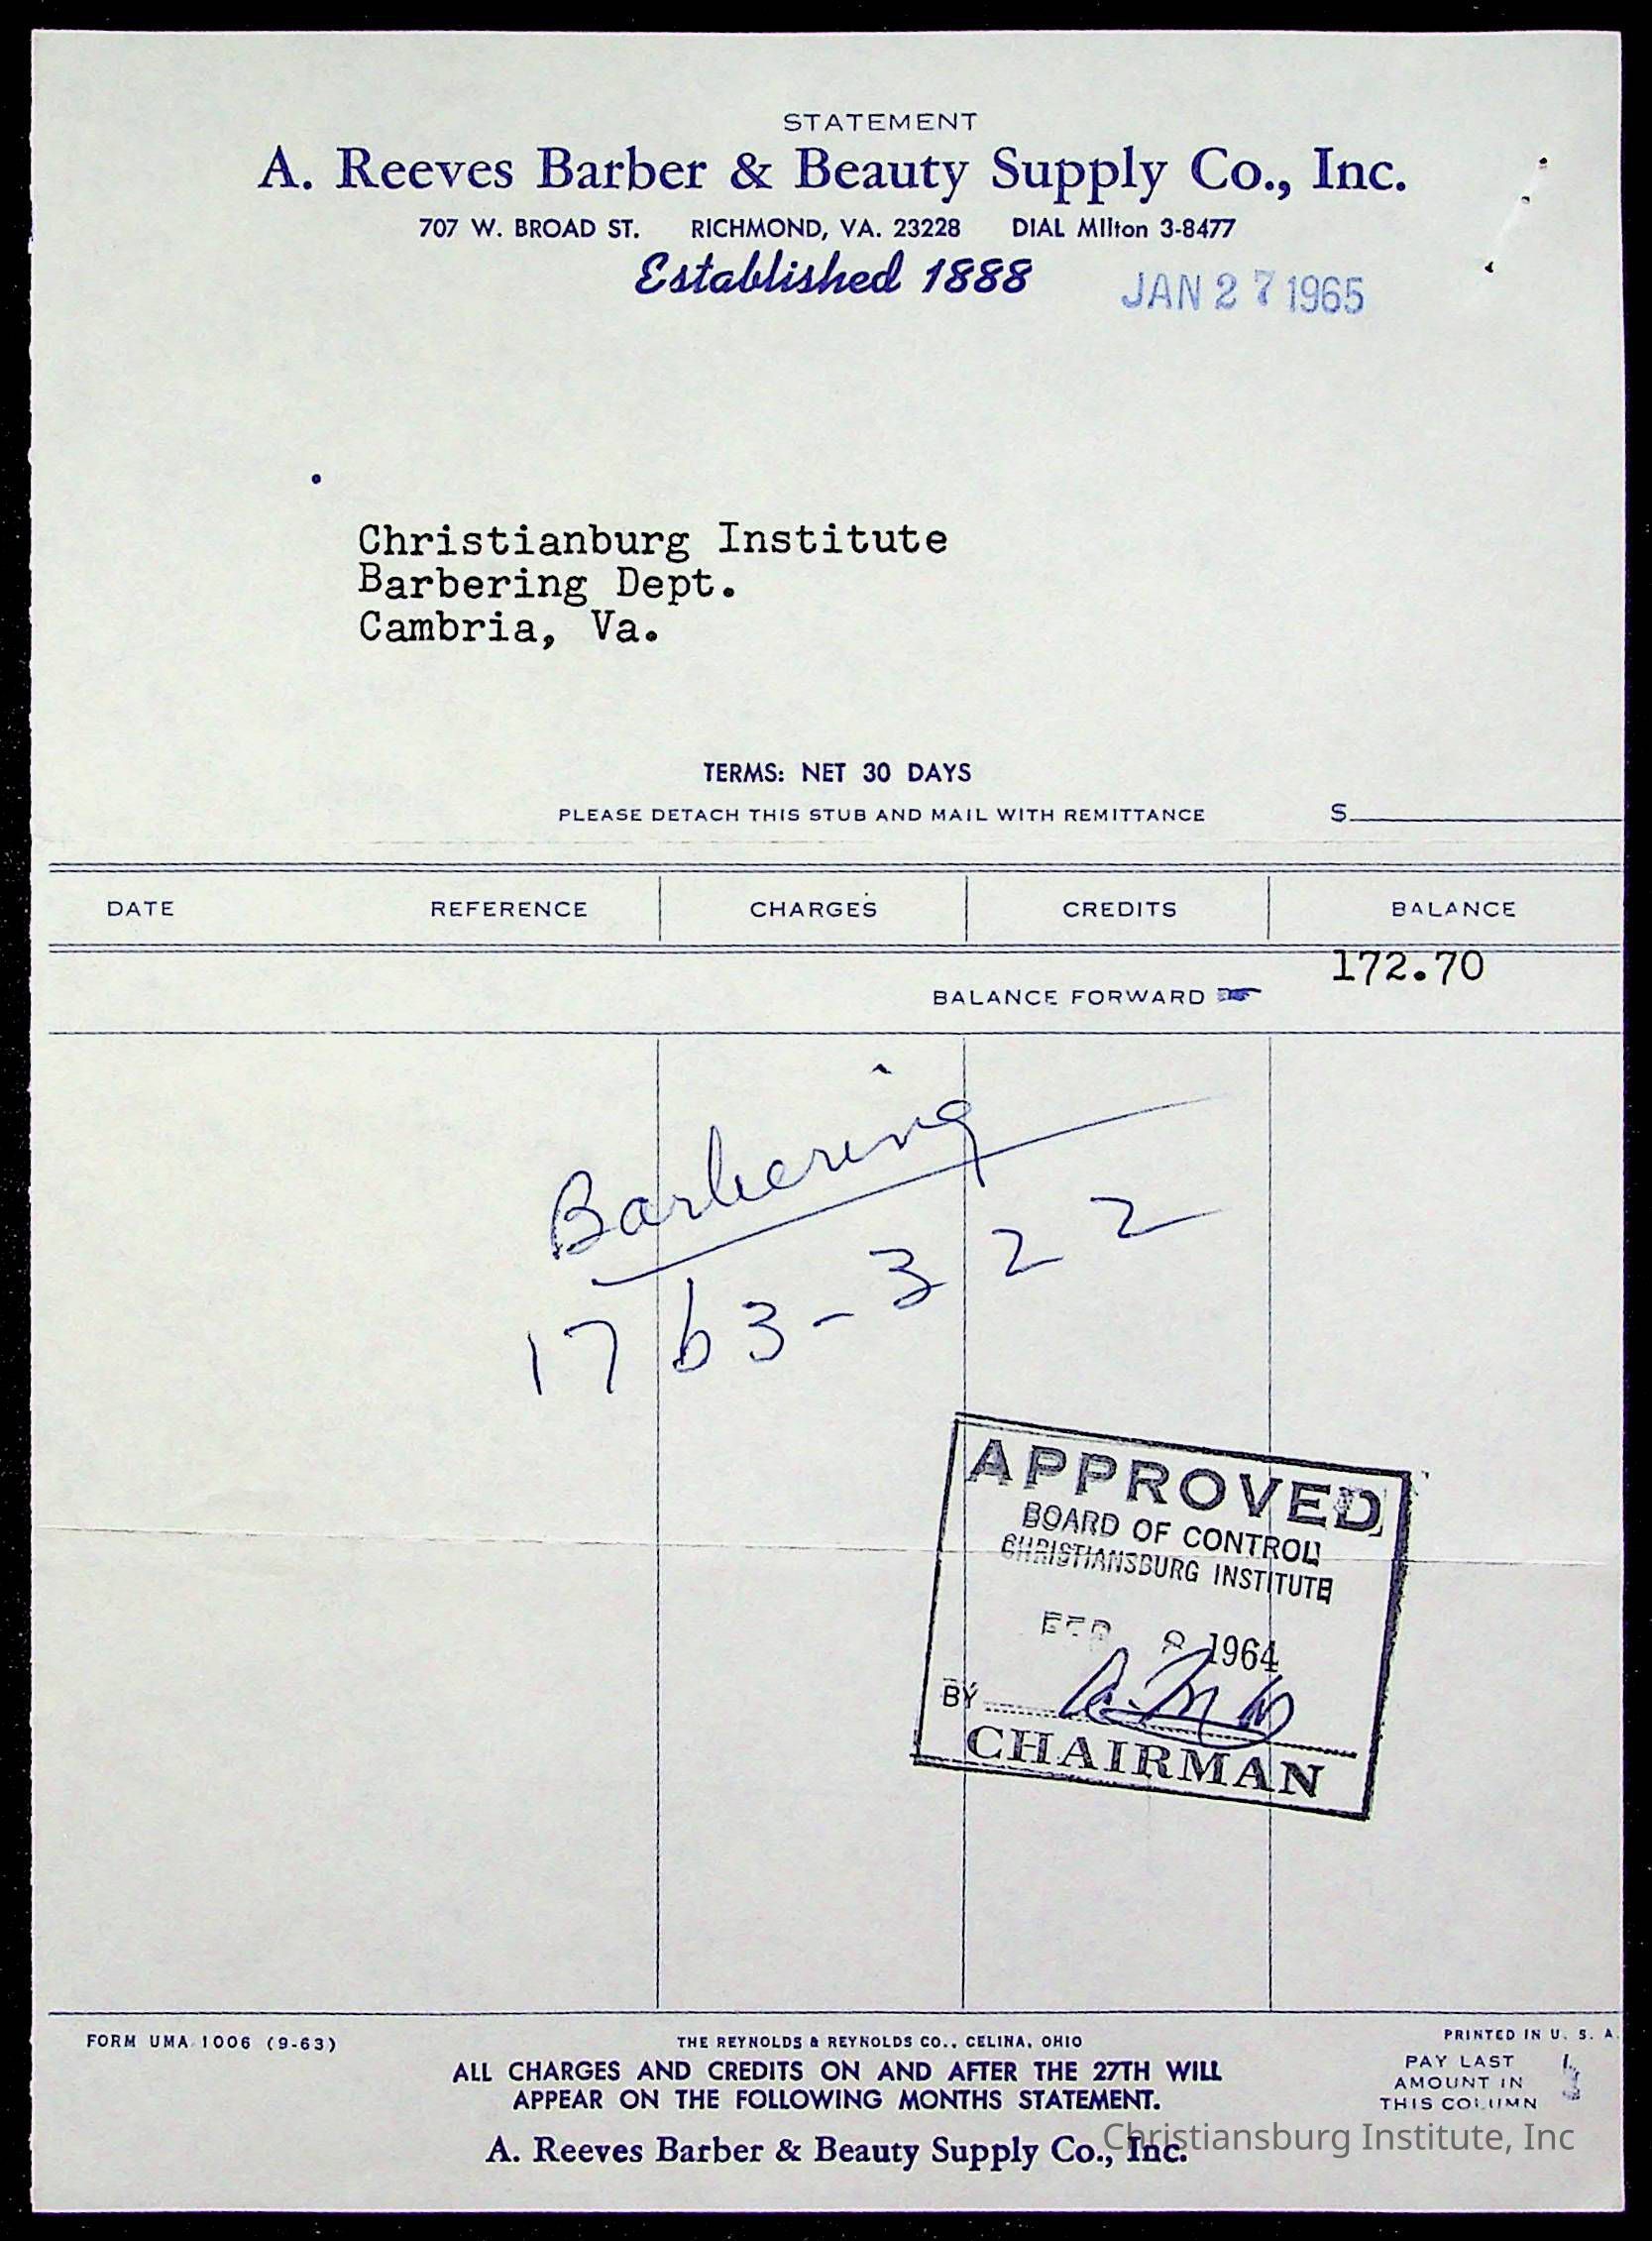 STATEMENT
A. Reeves Barber & Beauty Supply Co., Inc.
707 W. BROAD ST. RICHMOND, VA. 23228 DIAL MIlton 3-8477
Established 1888
JAN 27 1965
Christianburg Institute
Barbering Dept.
Cambria, Va.
TERMS: NET 30 DAYS
PLEASE DETACH THIS STUB AND MAIL WITH REMITTANCE $
DATE REFERENCE CHARGES CREDITS BALANCE
172.70
BALANCE FORWARD
Barbering
1763-322
APPROVED
BOARD OF CONTROL
CHRISTIANSBURG INSTITUTE
1964
BY
CHAIRMAN
FORM UMA 1006 (9-63) THE REYNOLDS & REYNOLDS CO., CELINA, OHIO PRINTED IN U. S. A.
ALL CHARGES AND CREDITS ON AND AFTER THE 27TH WILL
APPEAR ON THE FOLLOWING MONTHS STATEMENT.
PAY LAST
AMOUNT IN
THIS COLUMN
A. Reeves Barber & Beauty Supply Co., Inc.
Christiansburg Institute, Inc